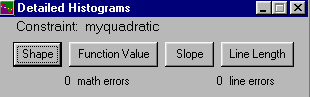 Detailed Histograms
Constraint: myquadratic
Shape Function Value Slope Line Length
0 math errors 0 line errors